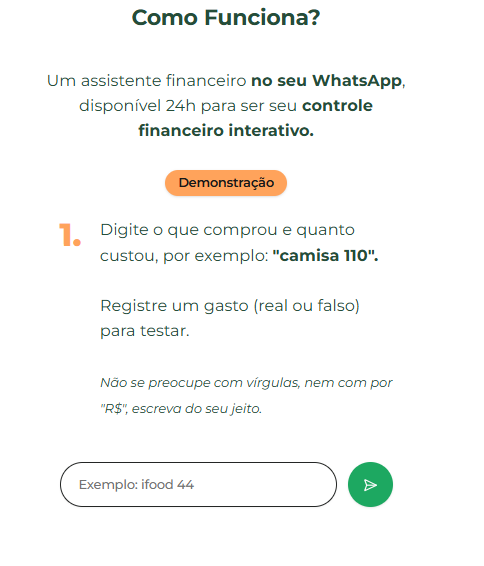 Como Funciona?
Um assistente financeiro no seu WhatsApp,
disponível 24h para ser seu controle
financeiro interativo.
Demonstração
1.
Digite o que comprou e quanto
custou, por exemplo: "camisa 110".
Registre um gasto (real ou falso)
para testar.
Não se preocupe com vírgulas, nem com por
"R$", escreva do seu jeito.
Exemplo: ifood 44